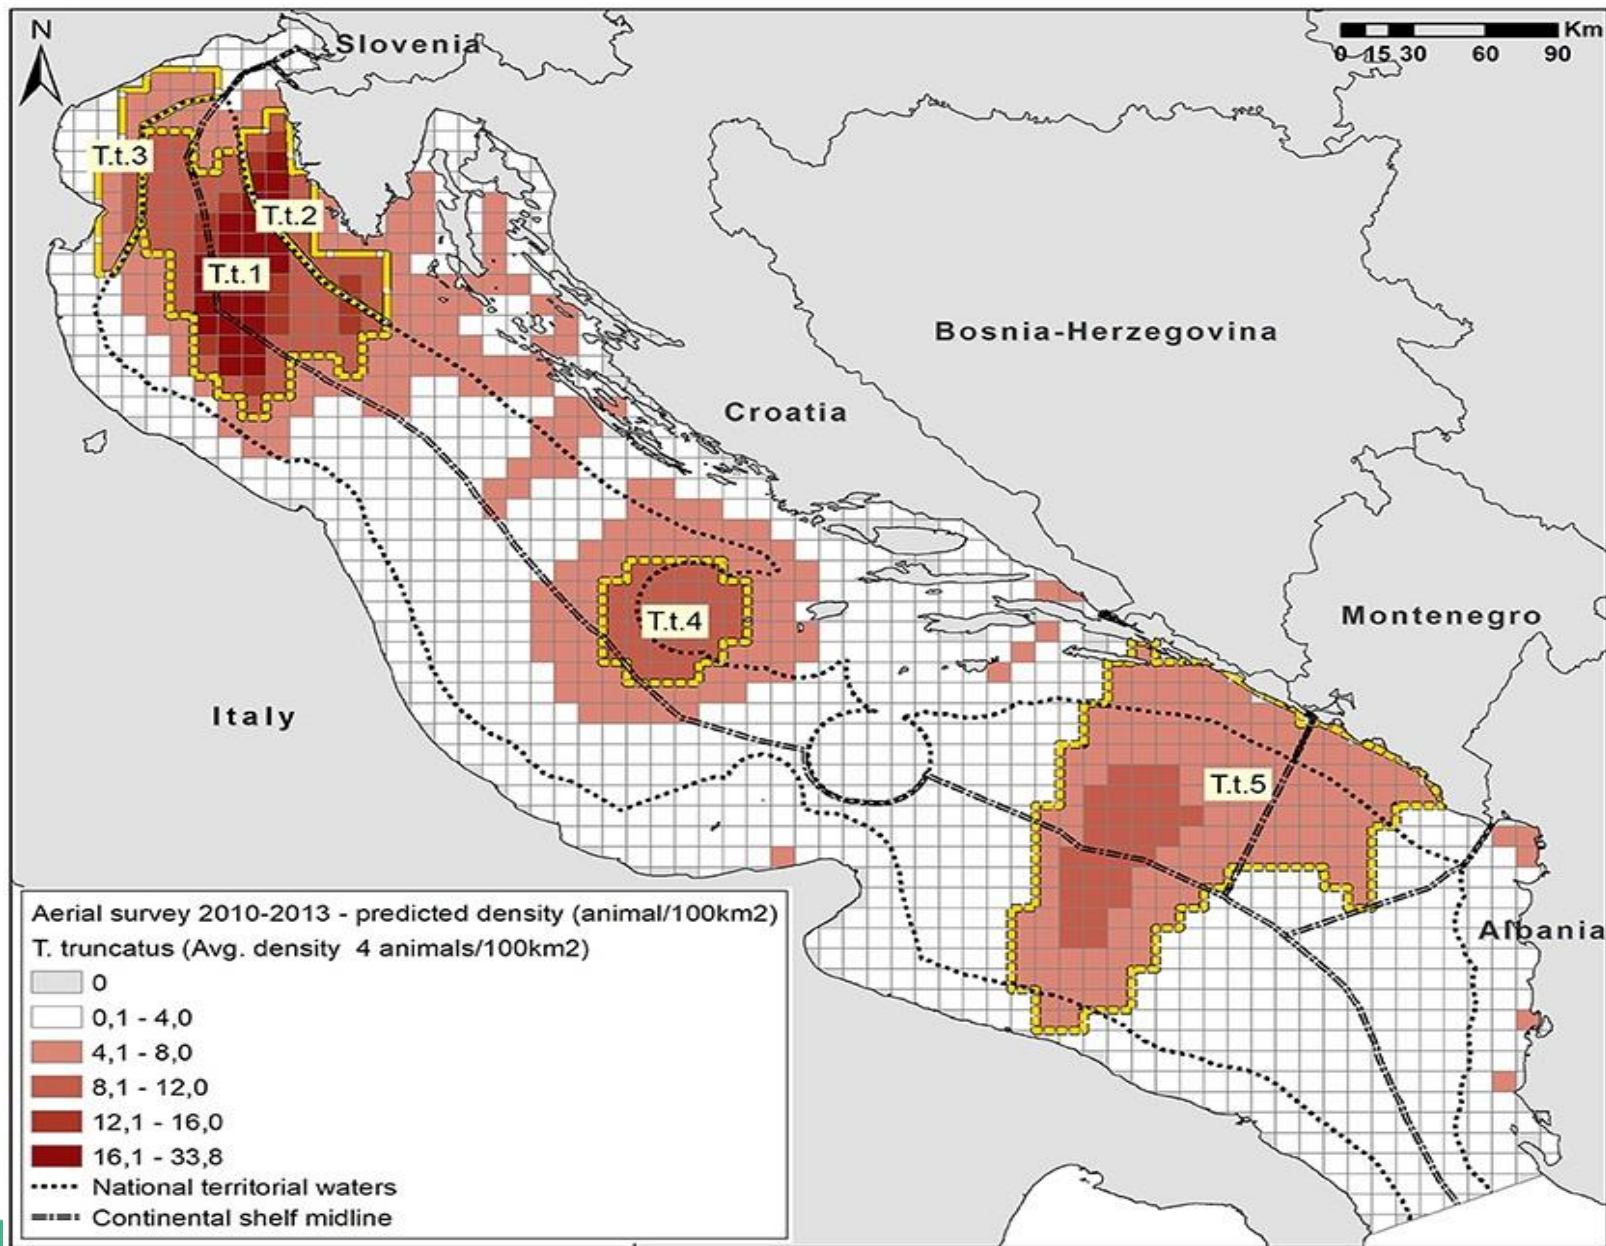 N
Slovenia
Km
0 15 30 60 90
T.t.3
T.t.2
T.t.1
Bosnia-Herzegovina
Croatia
T.t.4
Montenegro
Italy
T.t.5
Albania
Aerial survey 2010-2013 - predicted density (animal/100km2)
T. truncatus (Avg. density 4 animals/100km2)
0
0,1 - 4,0
4,1 - 8,0
8,1 - 12,0
12,1 - 16,0
16,1 - 33,8
National territorial waters
Continental shelf midline